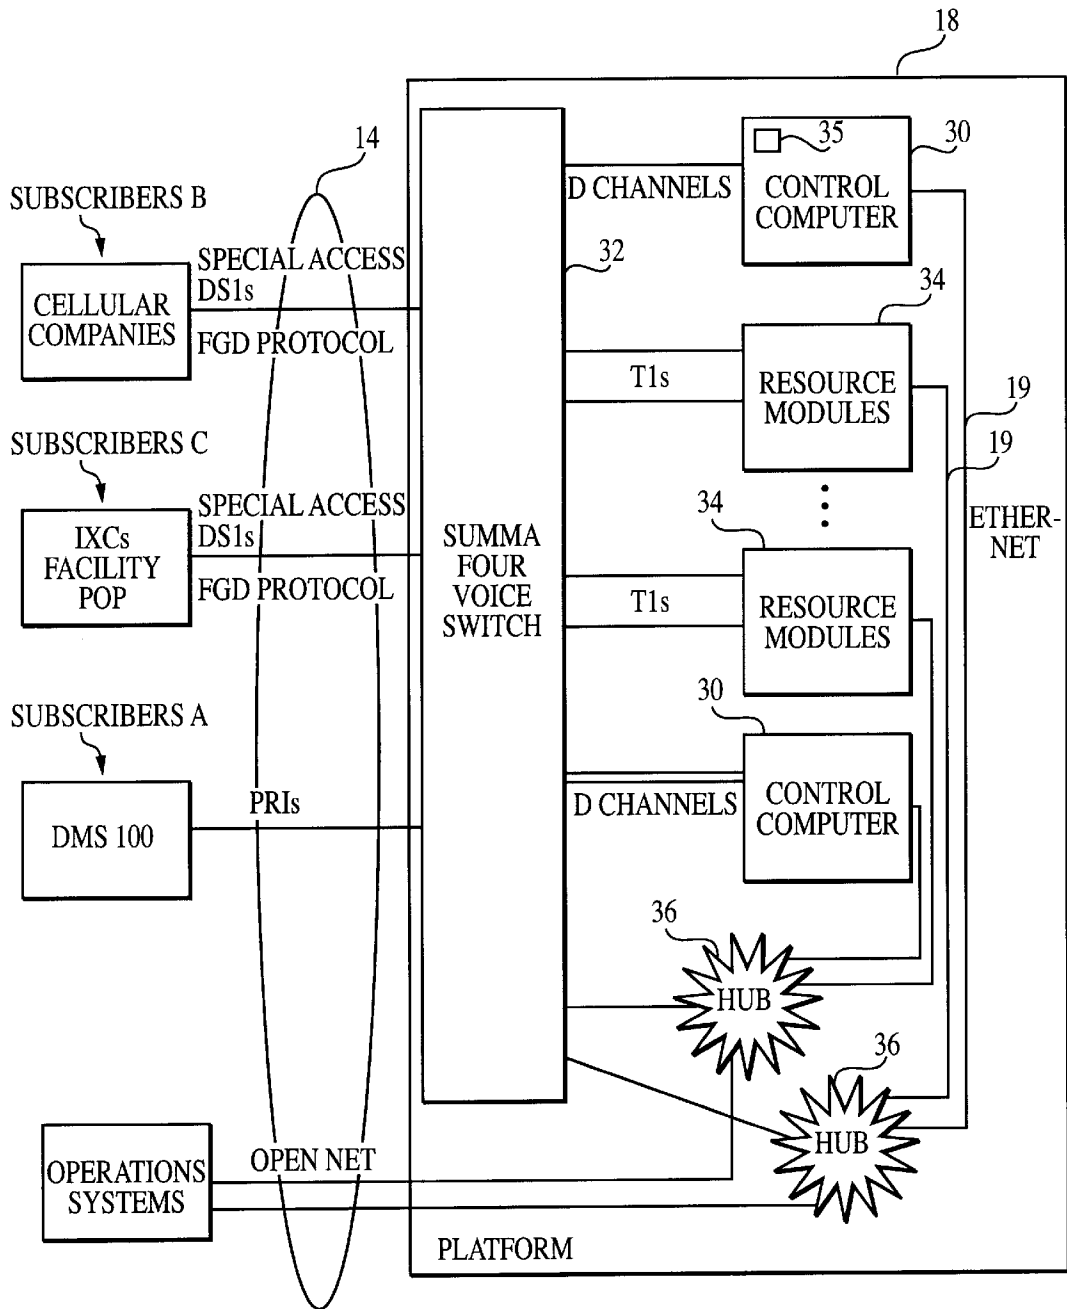 18
14
35
30
SUBSCRIBERS B
D CHANNELS
CONTROL
COMPUTER
32
SPECIAL ACCESS
DS1s
CELLULAR
COMPANIES
FGD PROTOCOL
34
T1s
RESOURCE
MODULES
19
19
SUBSCRIBERS C
SPECIAL ACCESS
DS1s
IXCs
FACILITY
POP
FGD PROTOCOL
SUMMA
FOUR
VOICE
SWITCH
34
ETHER-
NET
T1s
RESOURCE
MODULES
30
SUBSCRIBERS A
PRIs
DMS 100
D CHANNELS
CONTROL
COMPUTER
36
HUB
36
HUB
OPERATIONS
SYSTEMS
OPEN NET
PLATFORM